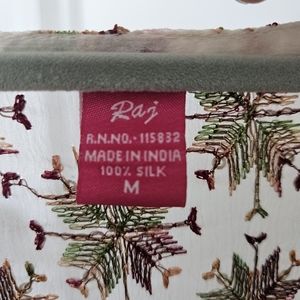 Raj
R.N.NO.-115832
MADE IN INDIA
100% SILK
M